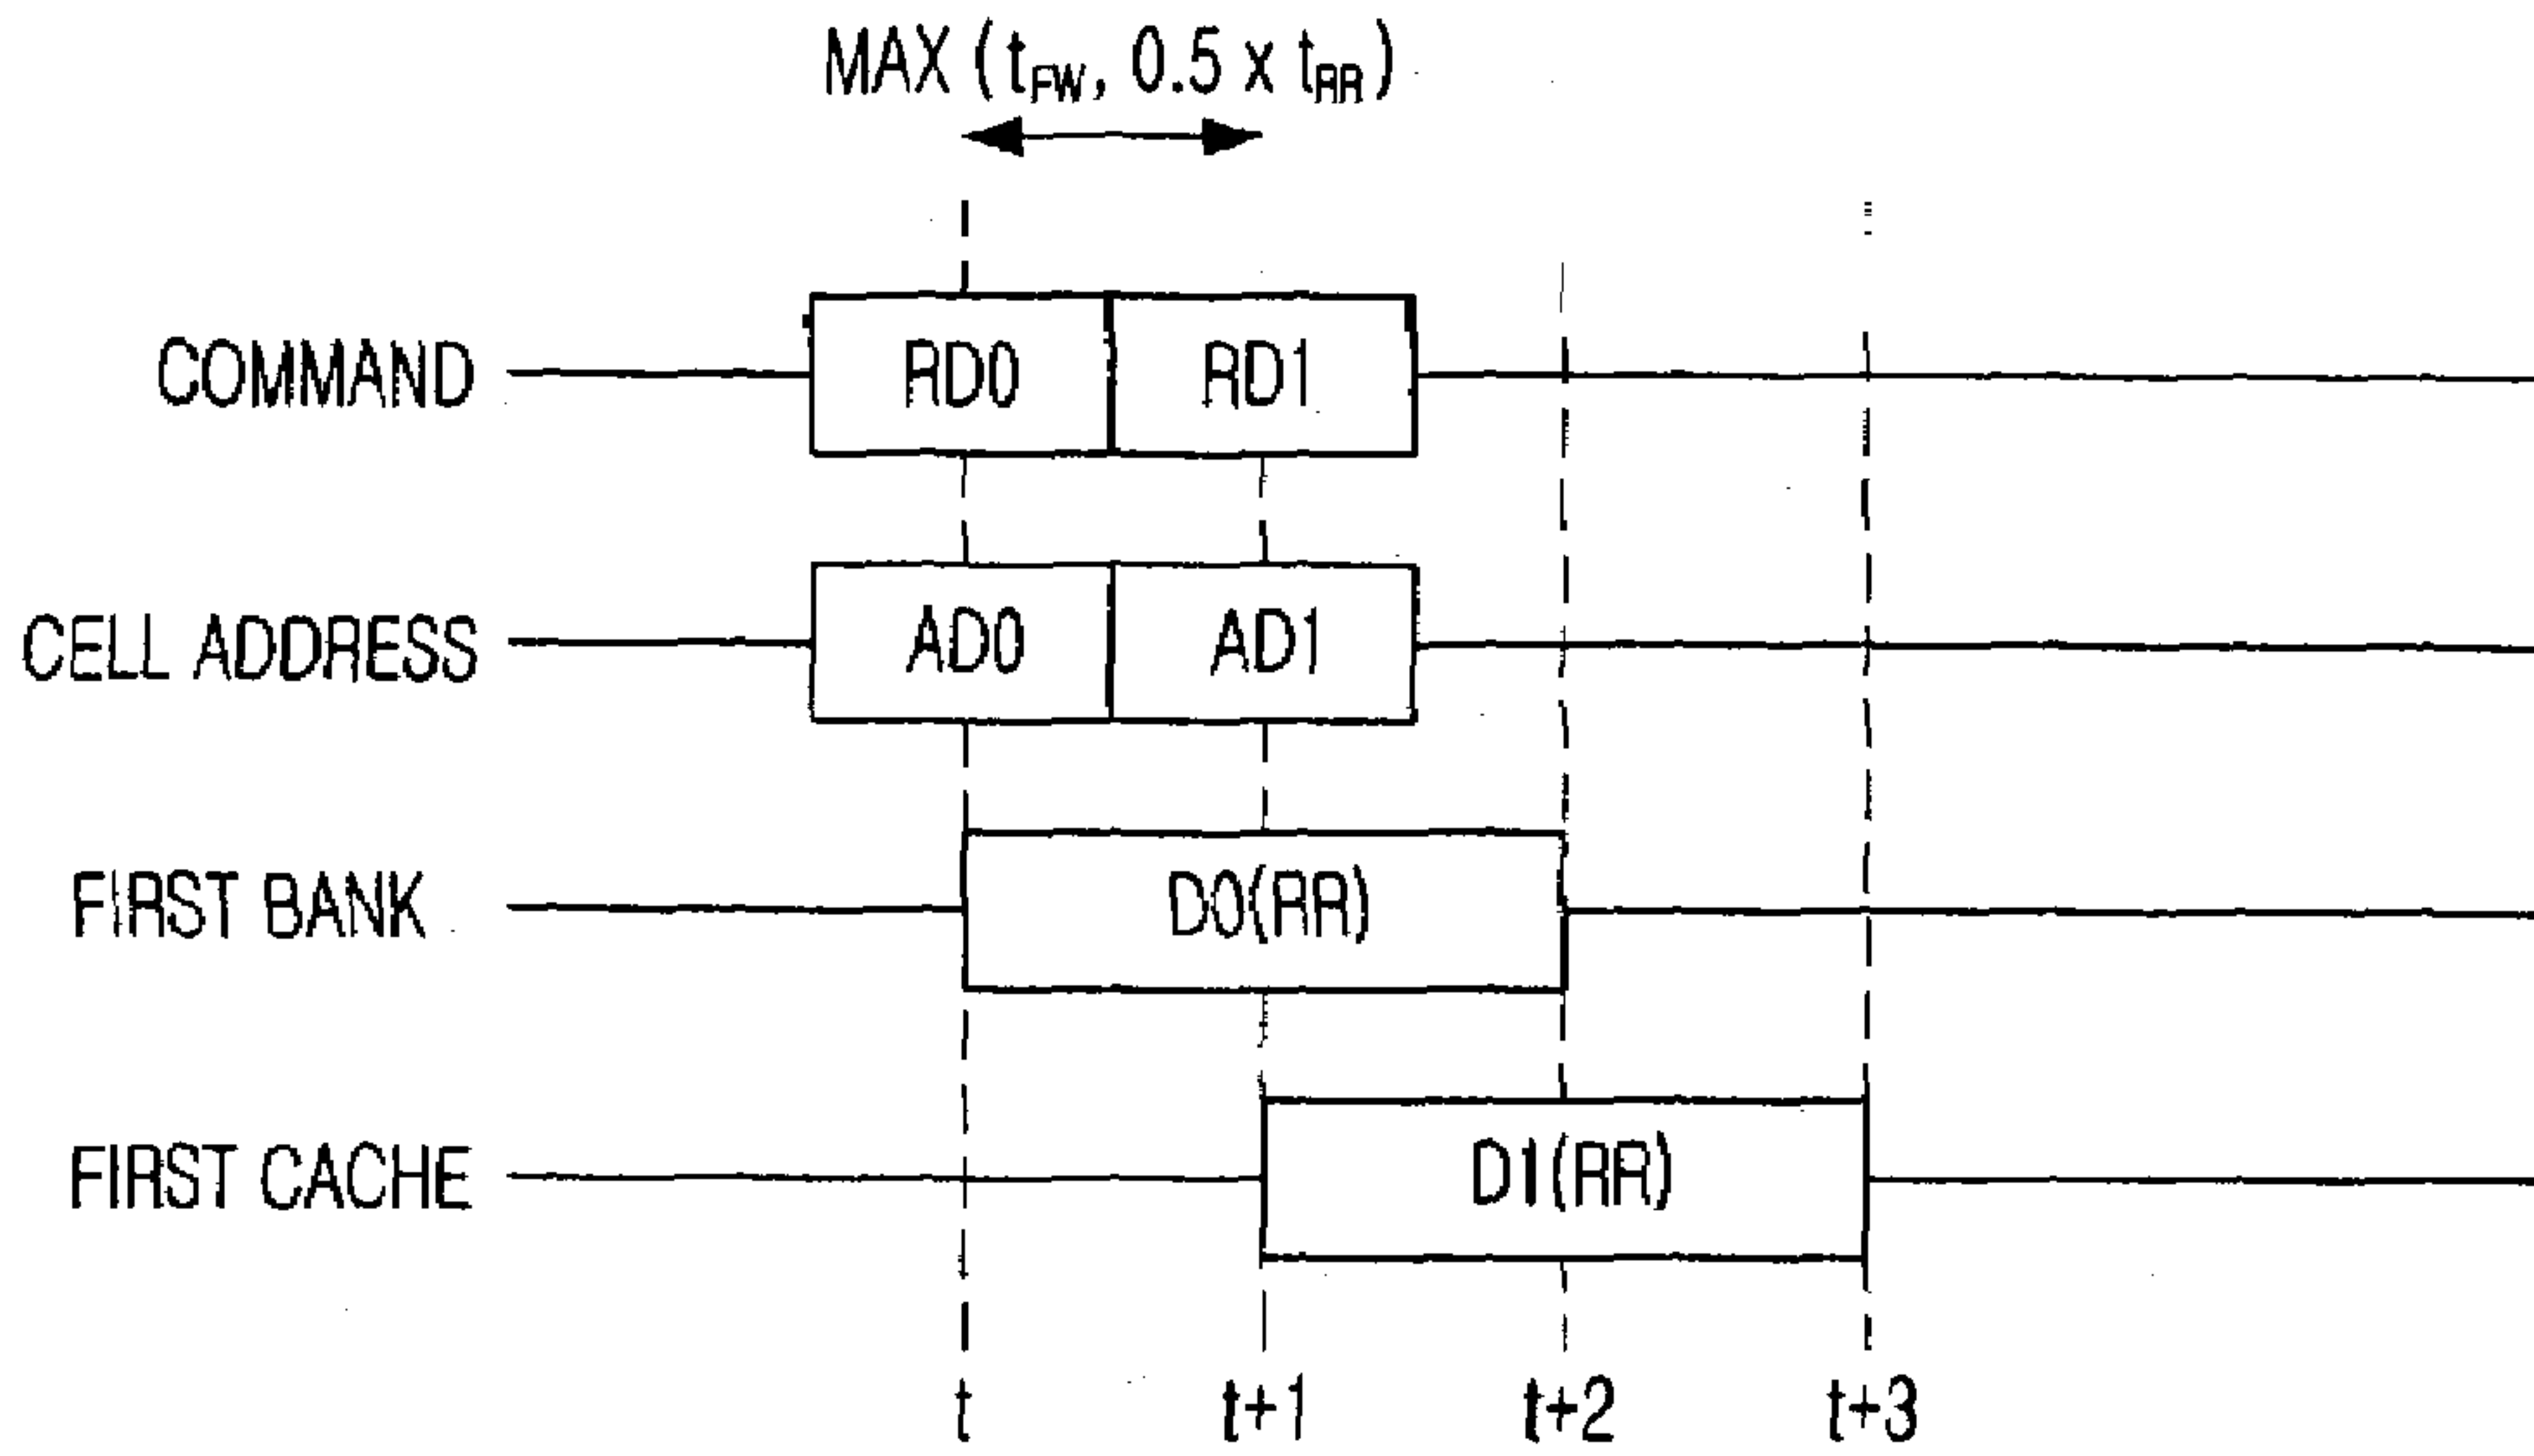 MAX (tFW, 0.5 x tRR)
COMMAND RD0 RD1
CELL ADDRESS AD0 AD1
FIRST BANK D0(RR)
FIRST CACHE D1(RR)
t t+1 t+2 t+3